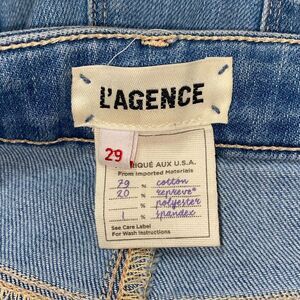 L'AGENCE
29
RIQUÉ AUX U.S.A.
From Imported Materials
79 % cotton
20 % repreve®
% polyester
1 % spandex
See Care Label
For Wash Instructions